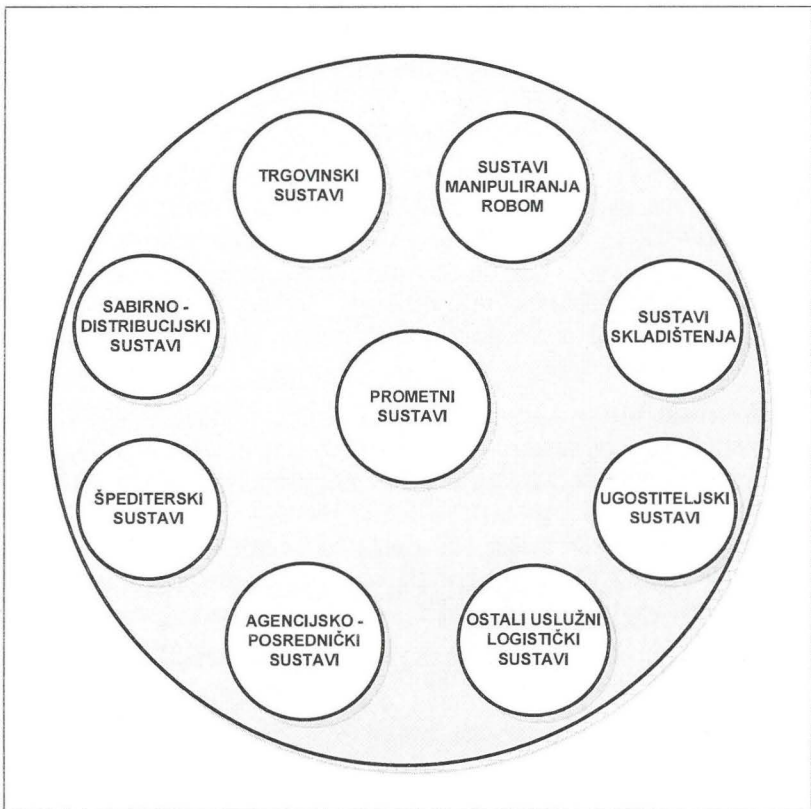 TRGOVINSKI
SUSTAVI
SUSTAVI
MANIPULIRANJA
ROBOM
SABIRNO -
DISTRIBUCIJSKI
SUSTAVI
SUSTAVI
SKLADIŠTENJA
PROMETNI
SUSTAVI
ŠPEDITERSKI
SUSTAVI
UGOSTITELJSKI
SUSTAVI
AGENCIJSKO -
POSREDNIČKI
SUSTAVI
OSTALI USLUŽNI
LOGISTIČKI
SUSTAVI